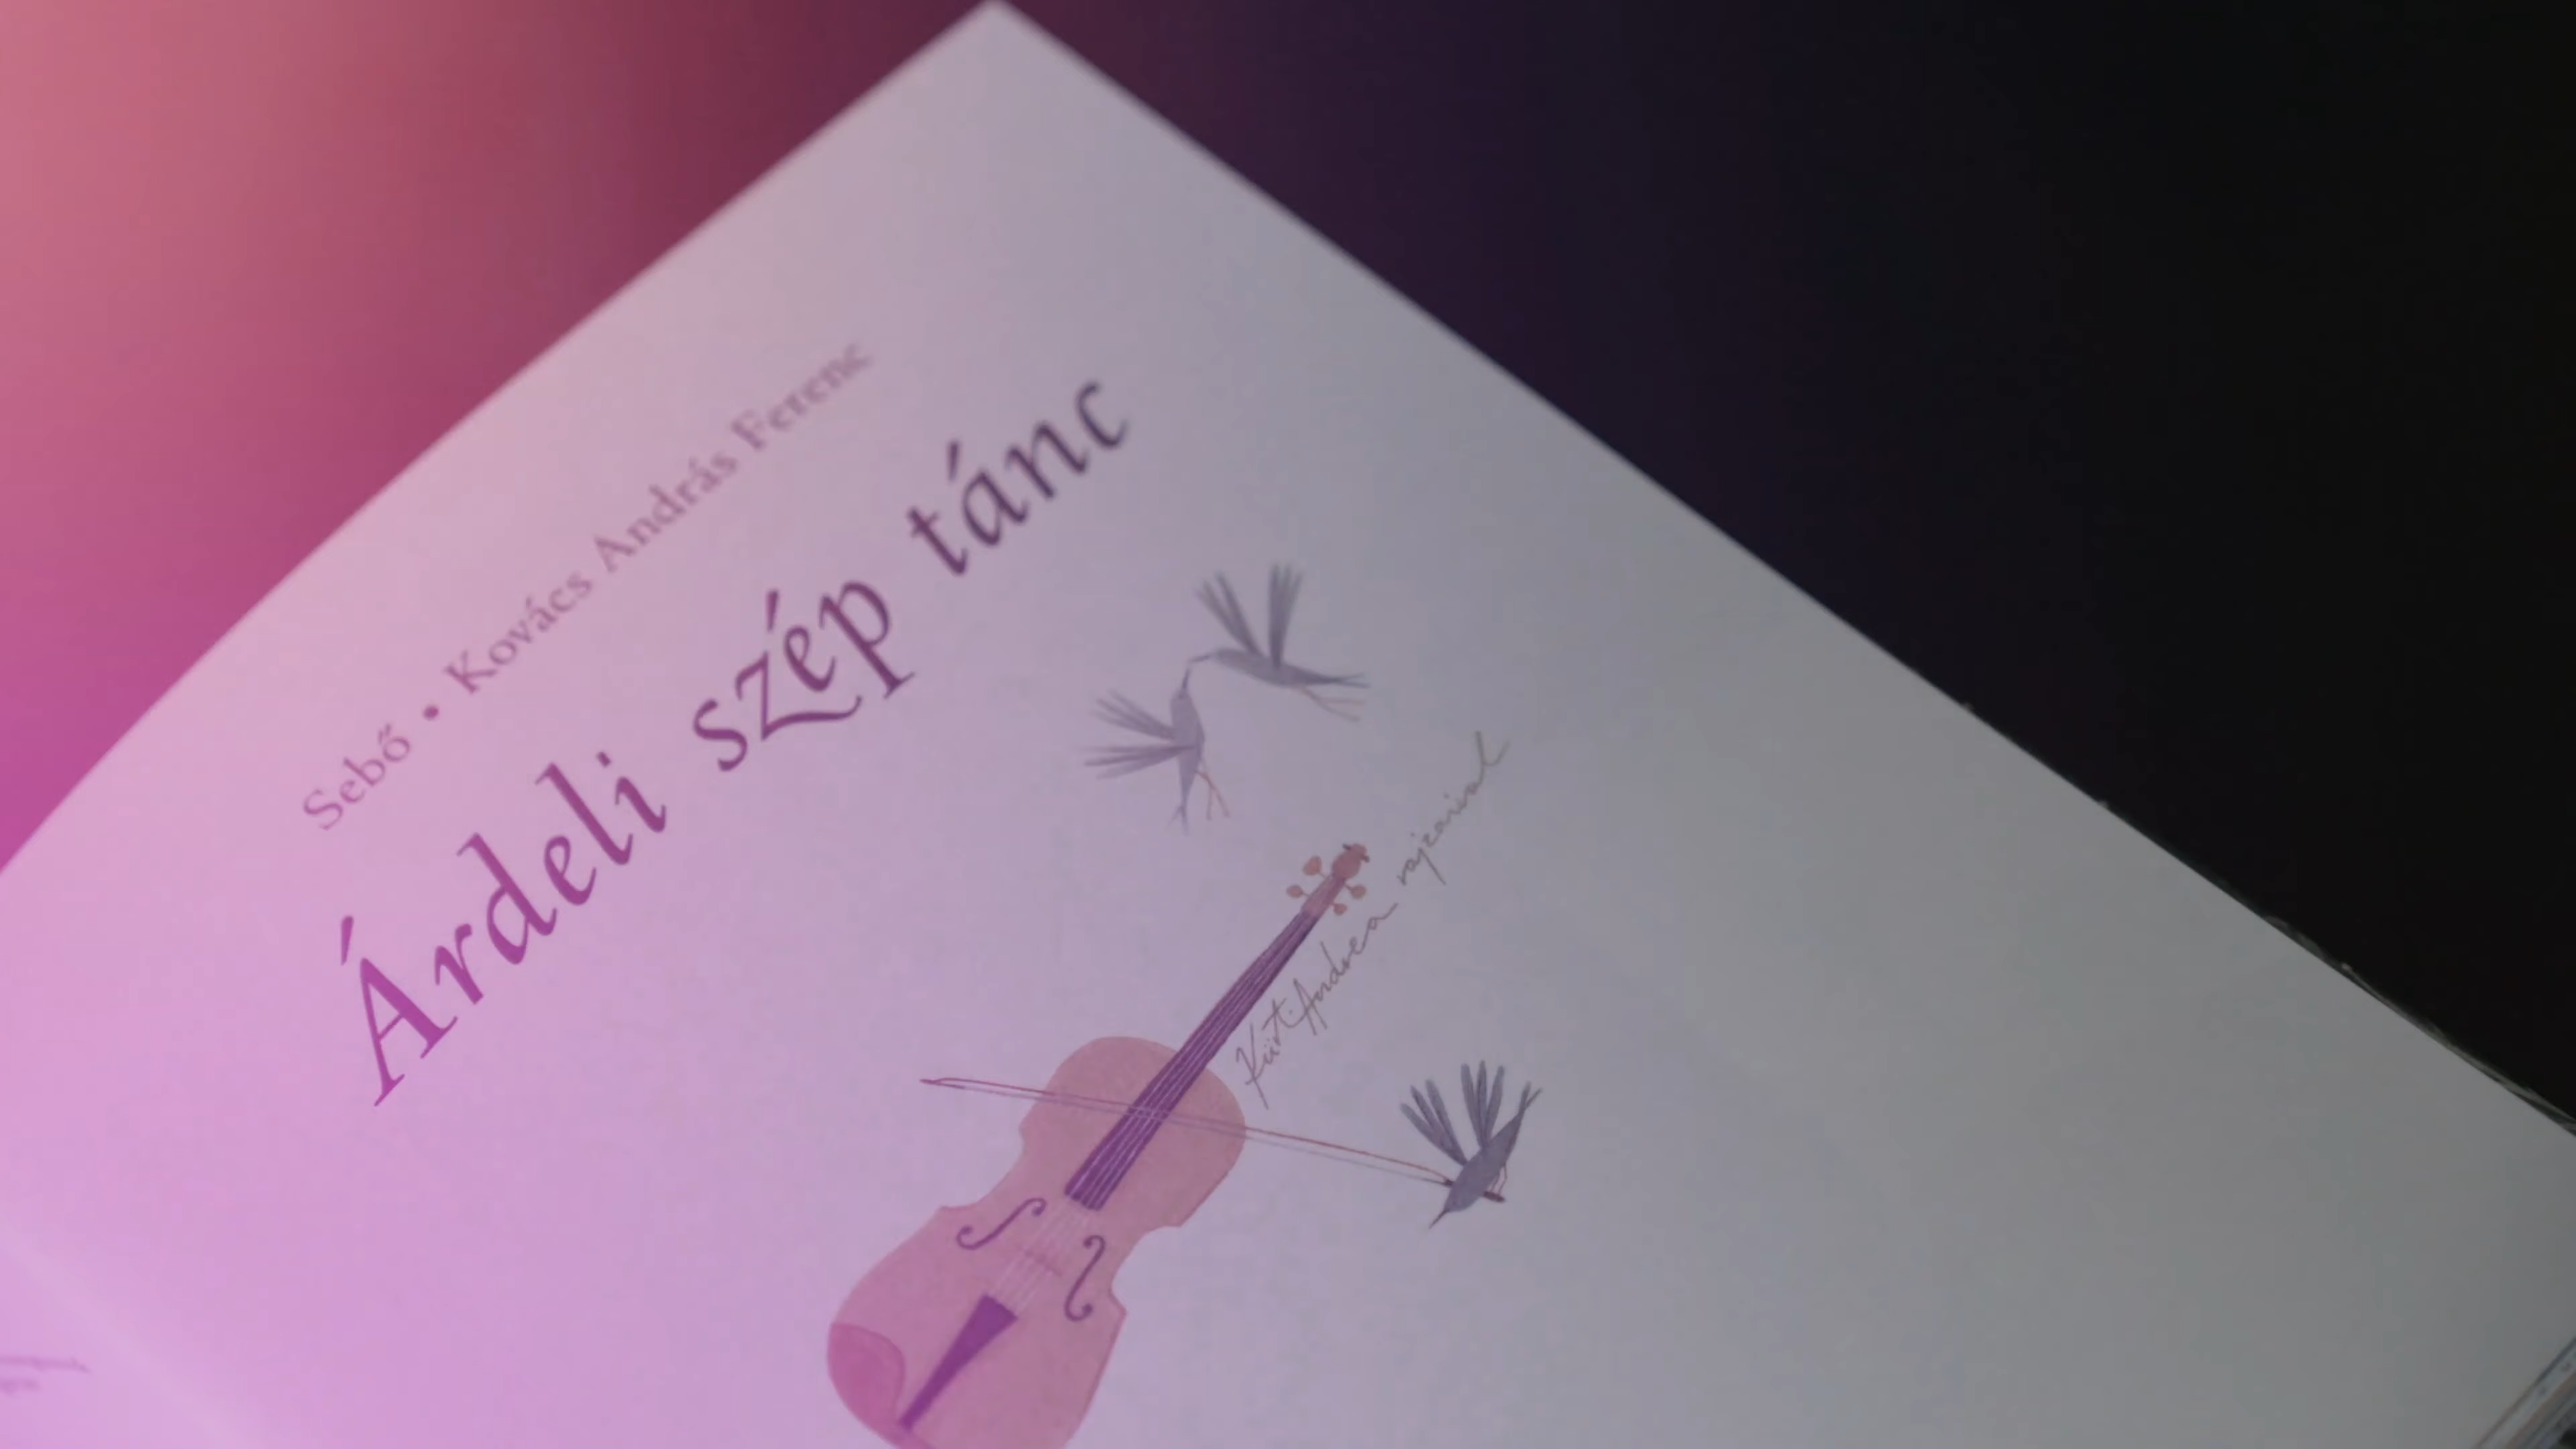 Sebő • Kovács András Ferenc
Árdeli szép tánc
Kürti Andrea rajzaival